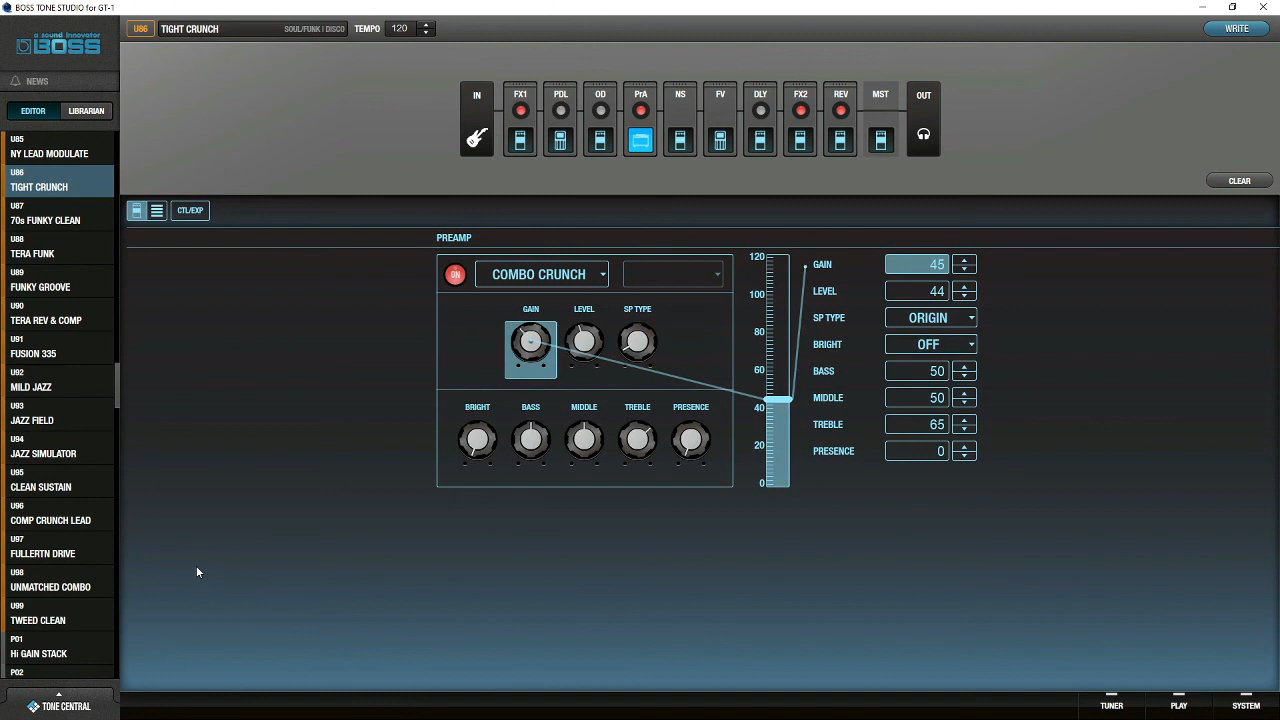 BOSS TONE STUDIO for GT-1
a sound innovator
BOSS
U86 TIGHT CRUNCH SOUL/FUNK | DISCO TEMPO 120
WRITE
NEWS
EDITOR LIBRARIAN
IN FX1 PDL OD PrA NS FV DLY FX2 REV MST OUT
CLEAR
CTL/EXP
U85
NY LEAD MODULATE
U86
TIGHT CRUNCH
U87
70s FUNKY CLEAN
U88
TERA FUNK
U89
FUNKY GROOVE
U90
TERA REV & COMP
U91
FUSION 335
U92
MILD JAZZ
U93
JAZZ FIELD
U94
JAZZ SIMULATOR
U95
CLEAN SUSTAIN
U96
COMP CRUNCH LEAD
U97
FULLERTN DRIVE
U98
UNMATCHED COMBO
U99
TWEED CLEAN
P01
Hi GAIN STACK
P02
TONE CENTRAL
PREAMP
ON COMBO CRUNCH
GAIN LEVEL SP TYPE
BRIGHT BASS MIDDLE TREBLE PRESENCE
120
100
80
60
40
20
0
GAIN 45
LEVEL 44
SP TYPE ORIGIN
BRIGHT OFF
BASS 50
MIDDLE 50
TREBLE 65
PRESENCE 0
TUNER PLAY SYSTEM